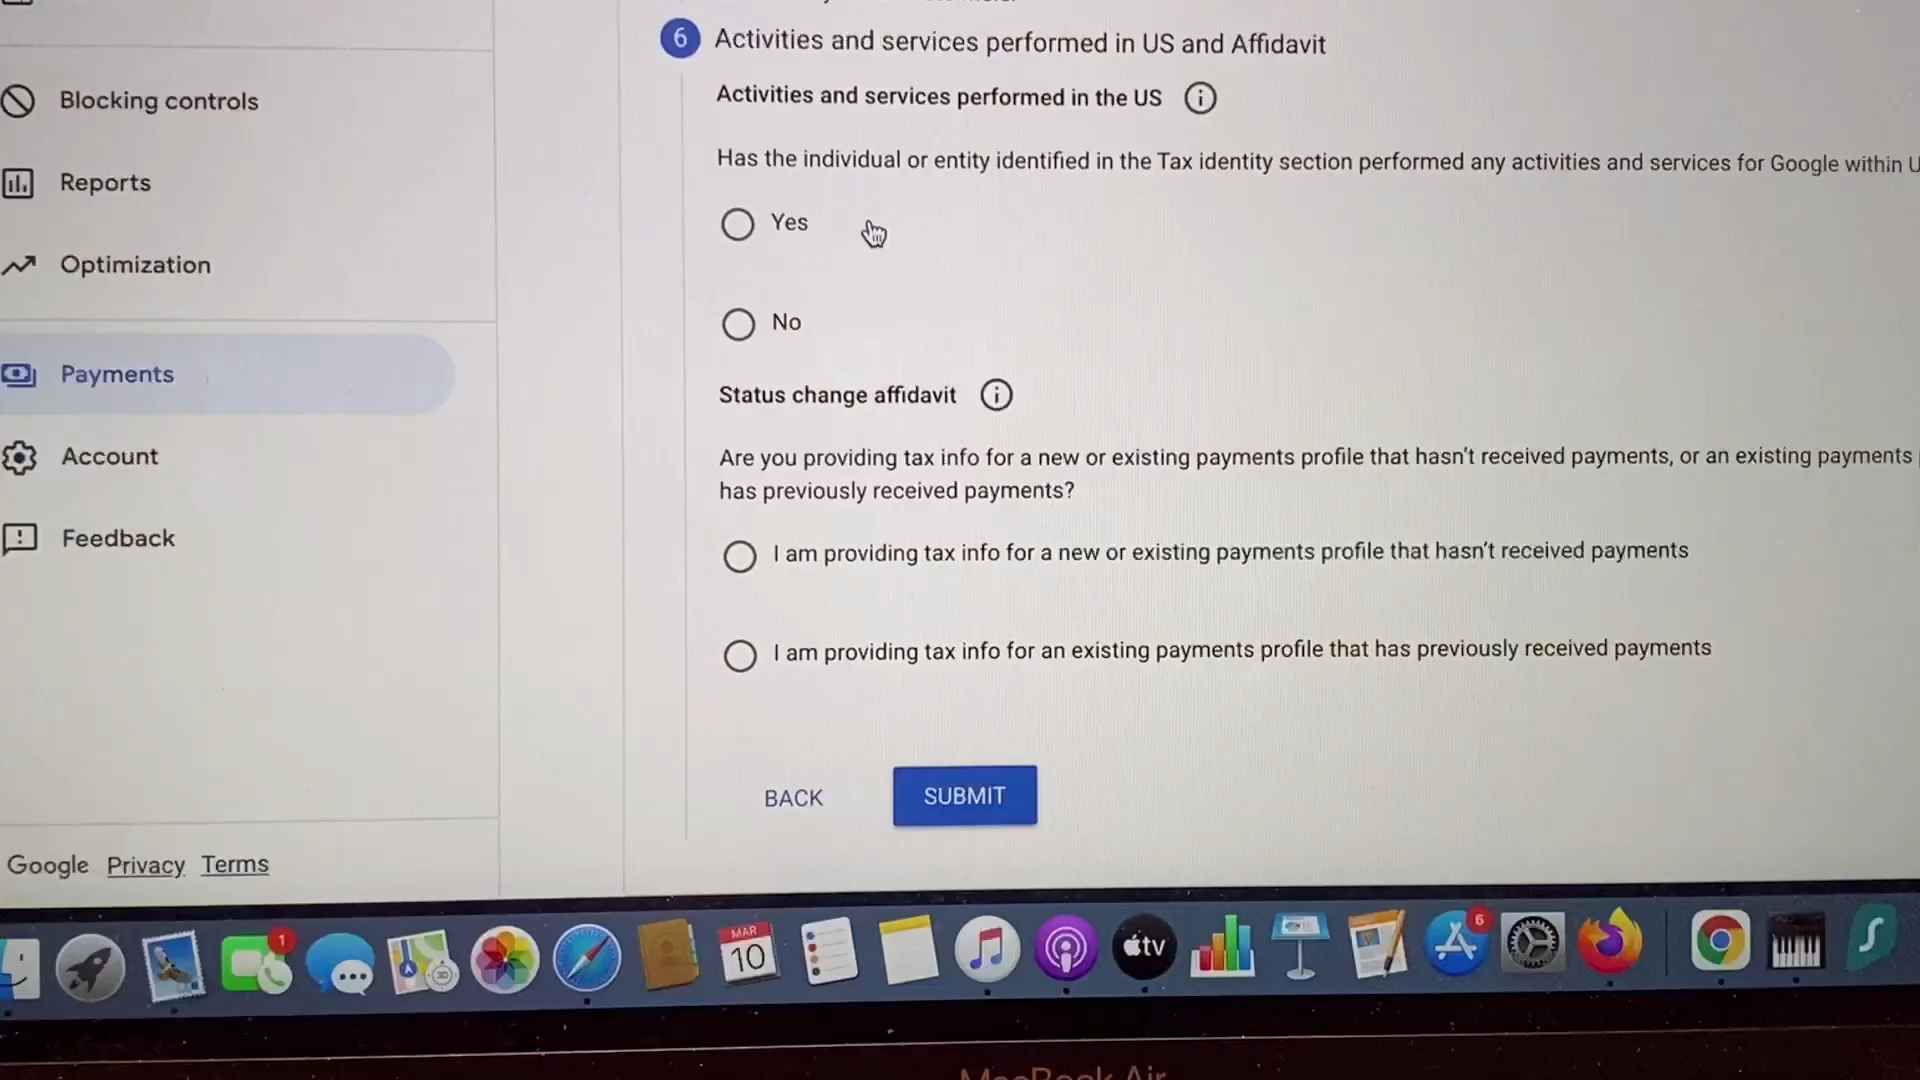 6 Activities and services performed in US and Affidavit
Blocking controls
Activities and services performed in the US
Has the individual or entity identified in the Tax identity section performed any activities and services for Google within
Reports
Yes
Optimization
No
Payments
Status change affidavit
Account
Are you providing tax info for a new or existing payments profile that hasn't received payments, or an existing payments
has previously received payments?
Feedback
I am providing tax info for a new or existing payments profile that hasn't received payments
I am providing tax info for an existing payments profile that has previously received payments
BACK SUBMIT
Google Privacy Terms
1
MAR
10
tv
6
MacBook Air